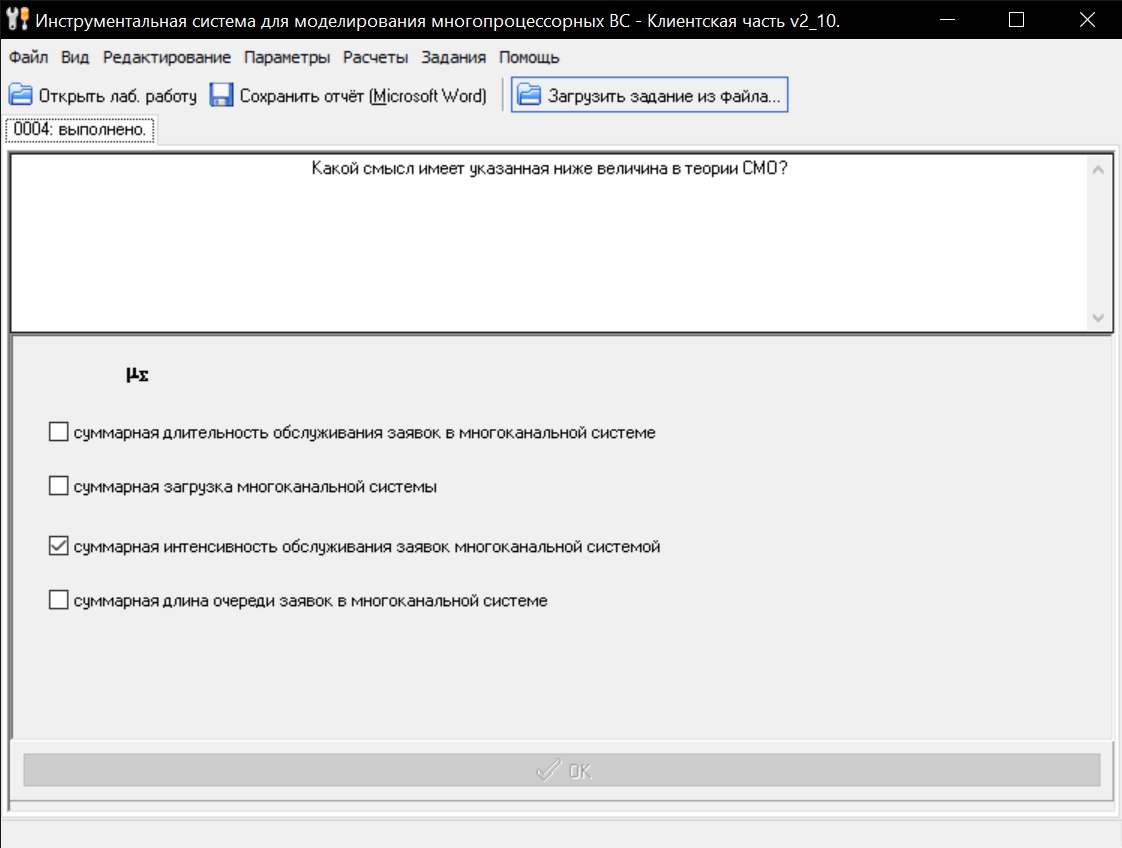 Инструментальная система для моделирования многопроцессорных ВС - Клиентская часть v2_10.
Файл Вид Редактирование Параметры Расчеты Задания Помощь
Открыть лаб. работу Сохранить отчёт (Microsoft Word) Загрузить задание из файла...
0004: выполнено.
Какой смысл имеет указанная ниже величина в теории СМО?
μΣ
суммарная длительность обслуживания заявок в многоканальной системе
суммарная загрузка многоканальной системы
суммарная интенсивность обслуживания заявок многоканальной системой
суммарная длина очереди заявок в многоканальной системе
OK